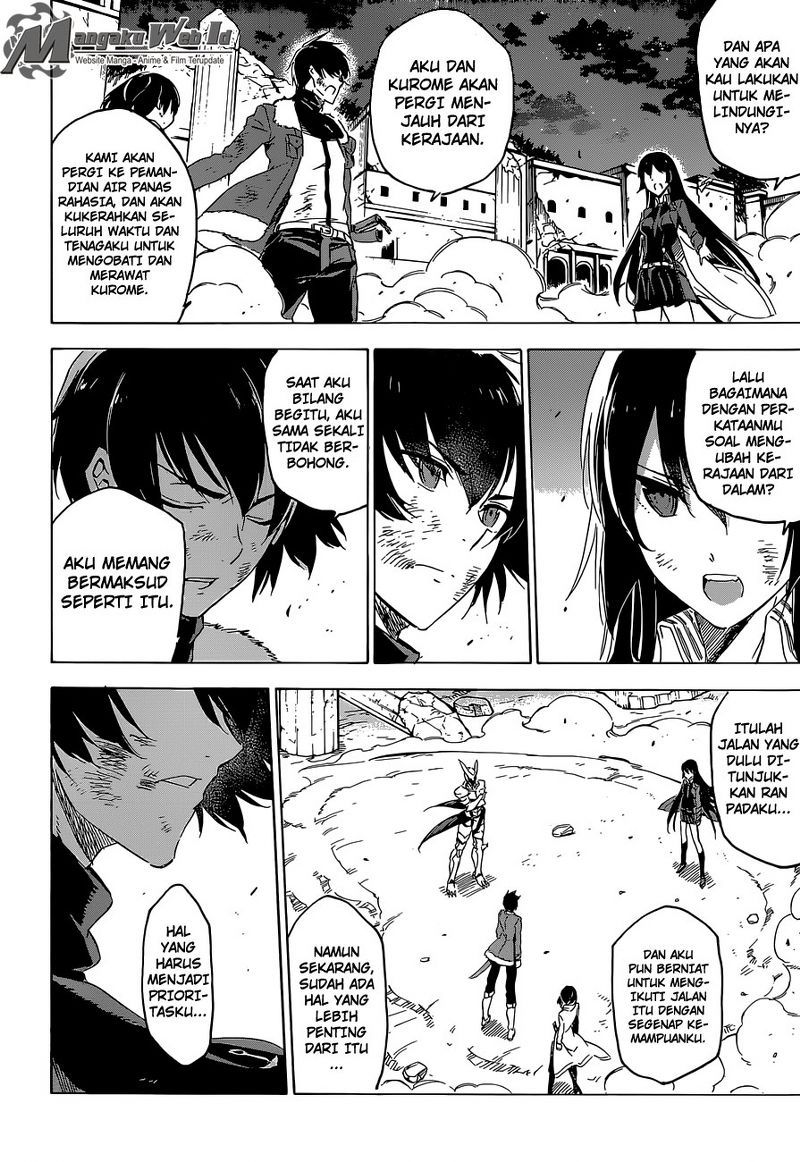 Mangaku.Web.Id
Website Manga - Anime & Film Terupdate
DAN APA
YANG AKAN
KAU LAKUKAN
UNTUK ME-
LINDUNGI-
NYA?
AKU DAN
KUROME AKAN
PERGI MEN-
JAUH DARI
KERAJAAN.
KAMI AKAN
PERGI KE PEMAN-
DIAN AIR PANAS
RAHASIA, DAN AKAN
KUKERAHKAN SE-
LURUH WAKTU DAN
TENAGAKU UNTUK
MENGOBATI DAN
MERAWAT
KUROME.
LALU
BAGAIMANA
DENGAN PER-
KATAANMU
SOAL MENG-
UBAH KE-
RAJAAN DARI
DALAM?
SAAT AKU
BILANG
BEGITU, AKU
SAMA SEKALI
TIDAK BER-
BOHONG.
AKU MEMANG
BERMAKSUD
SEPERTI ITU.
ITULAH
JALAN YANG
DULU DI-
TUNJUK-
KAN RAN
PADAKU...
DAN AKU
PUN BERNIAT
UNTUK MENG-
IKUTI JALAN
ITU DENGAN
SEGENAP KE-
MAMPUANKU.
NAMUN
SEKARANG,
SUDAH ADA
HAL YANG
LEBIH
PENTING
DARI ITU
...
HAL
YANG
HARUS
MENJADI
PRIORI-
TASKU...